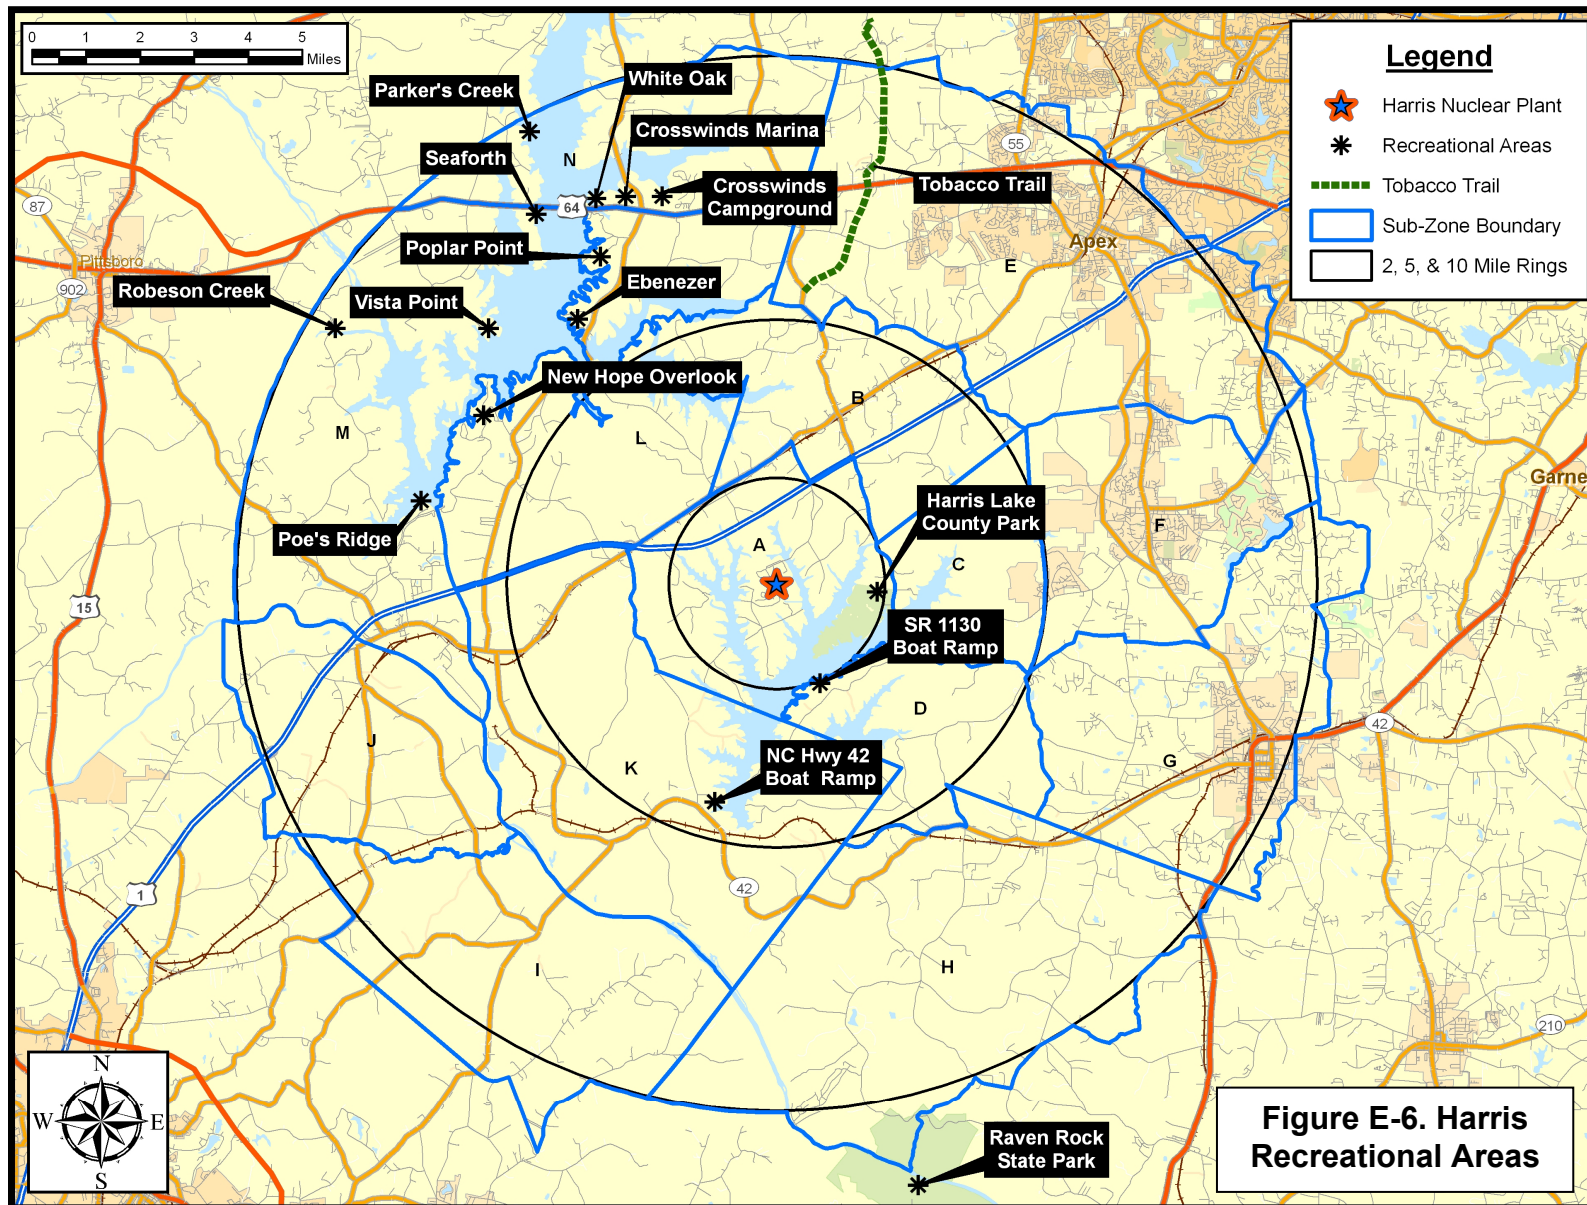 0 1 2 3 4 5
Miles
Legend
Harris Nuclear Plant
Recreational Areas
Tobacco Trail
Sub-Zone Boundary
2, 5, & 10 Mile Rings
White Oak
Parker's Creek
Crosswinds Marina
N
55
Seaforth
Crosswinds
Campground
Tobacco Trail
87
64
Apex
Poplar Point
Pittsboro
E
Ebenezer
902
Robeson Creek
Vista Point
New Hope Overlook
B
M
L
Garne
Harris Lake
County Park
F
Poe's Ridge
A
C
15
SR 1130
Boat Ramp
D
42
J
NC Hwy 42
Boat Ramp
G
K
1
42
I
H
210
N
W E
S
Raven Rock
State Park
Figure E-6. Harris
Recreational Areas